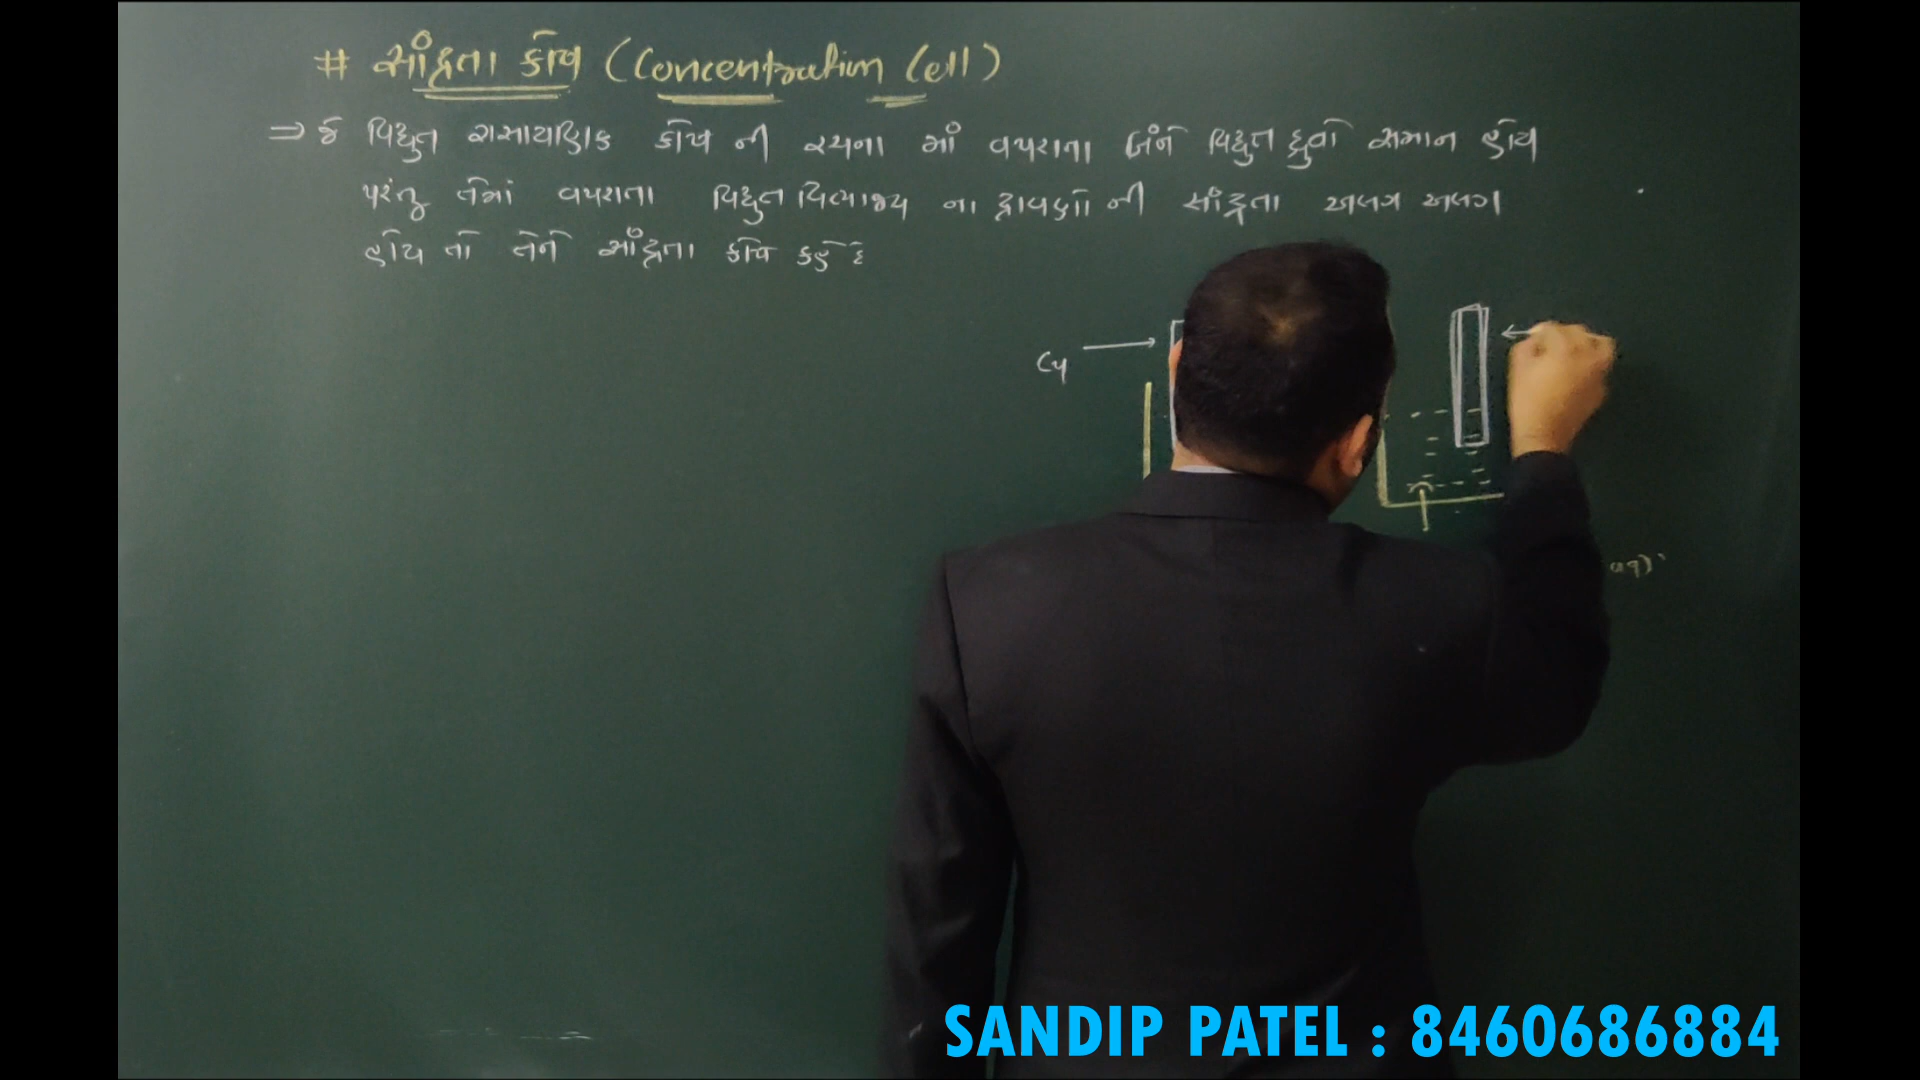 # સાંદ્રતા કોષ (Concentration Cell)
⇒ જે વિદ્યુત રાસાયણિક કોષ ની રચના માં વપરાતા બંને વિદ્યુત ધ્રુવો સમાન હોય
પરંતુ તેમાં વપરાતા વિદ્યુત વિભાજ્ય ના દ્રાવણો ની સાંદ્રતા અલગ અલગ
હોય તો તેને સાંદ્રતા કોષ કહે છે
Cu
aq)
SANDIP PATEL : 8460686884